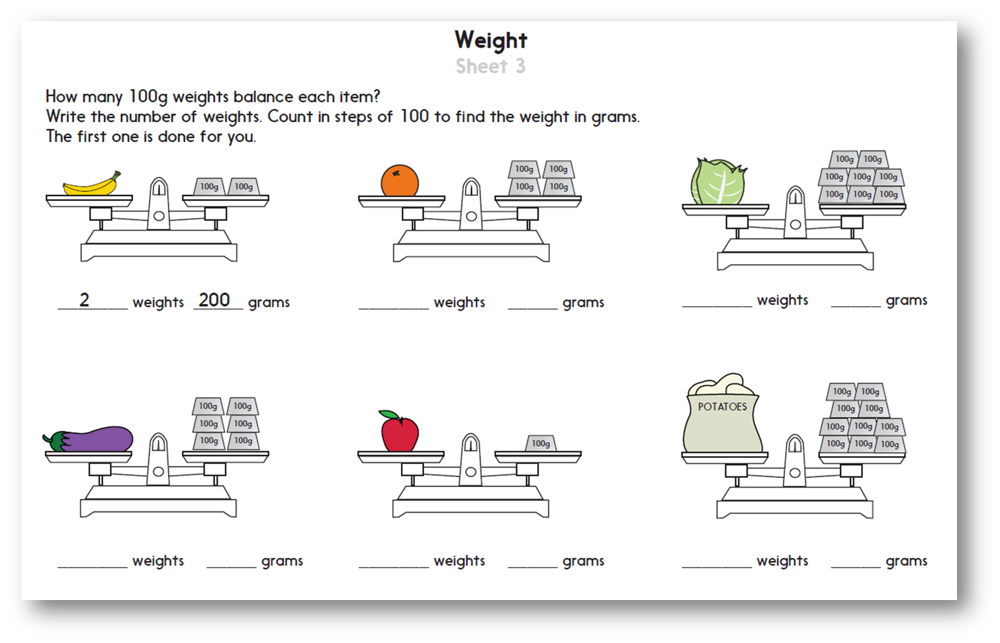 Weight
Sheet 3
How many 100g weights balance each item?
Write the number of weights. Count in steps of 100 to find the weight in grams.
The first one is done for you.
100g 100g
100g 100g
100g 100g
100g 100g
100g 100g 100g
100g 100g 100g
2 weights 200 grams
weights grams
weights grams
100g 100g
100g 100g
100g 100g
100g
POTATOES
100g 100g
100g 100g
100g 100g 100g
100g 100g 100g
weights grams
weights grams
weights grams